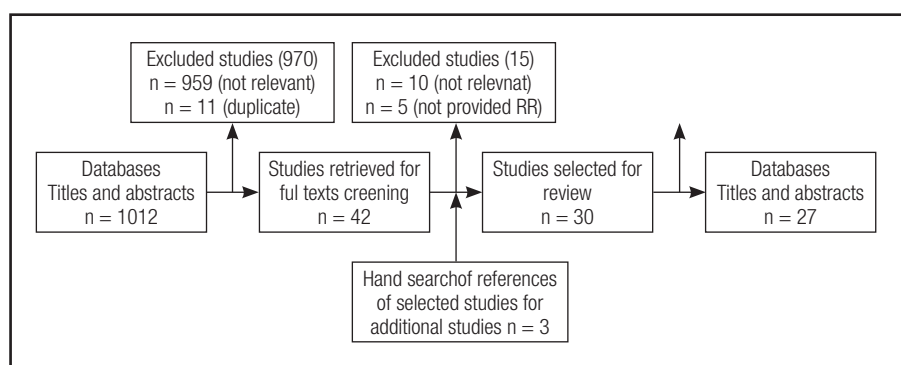 Excluded studies (970)
n = 959 (not relevant)
n = 11 (duplicate)
Excluded studies (15)
n = 10 (not relevnat)
n = 5 (not provided RR)
Databases
Titles and abstracts
n = 1012
Studies retrieved for
ful texts creening
n = 42
Studies selected for
review
n = 30
Databases
Titles and abstracts
n = 27
Hand searchof references
of selected studies for
additional studies n = 3